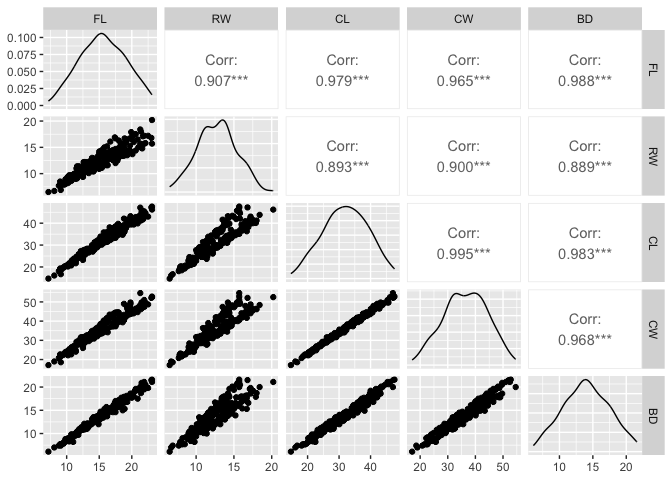 FL RW CL CW BD
0.100
0.075
0.050
0.025
0.000
Corr:
0.907***
Corr:
0.979***
Corr:
0.965***
Corr:
0.988***
FL
20
15
10
Corr:
0.893***
Corr:
0.900***
Corr:
0.889***
RW
40
30
20
Corr:
0.995***
Corr:
0.983***
CL
50
40
30
20
Corr:
0.968***
CW
20
15
10
BD
10 15 20
10 15 20
20 30 40
20 30 40 50
10 15 20